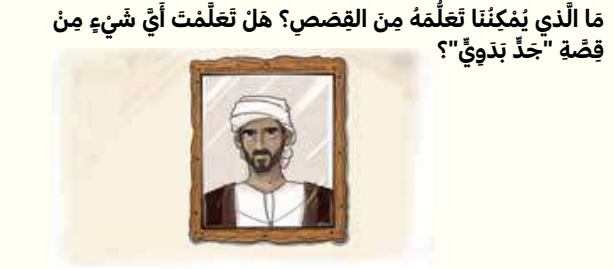 مَا الَّذي يُمْكِنُنَا تَعَلُّمَهُ مِنَ القِصَصِ؟ هَلْ تَعَلَّمْتَ أَيَّ شَيْءٍ مِنْ
قِصَّةِ "جَدٍّ بَدَوِيٍّ"؟